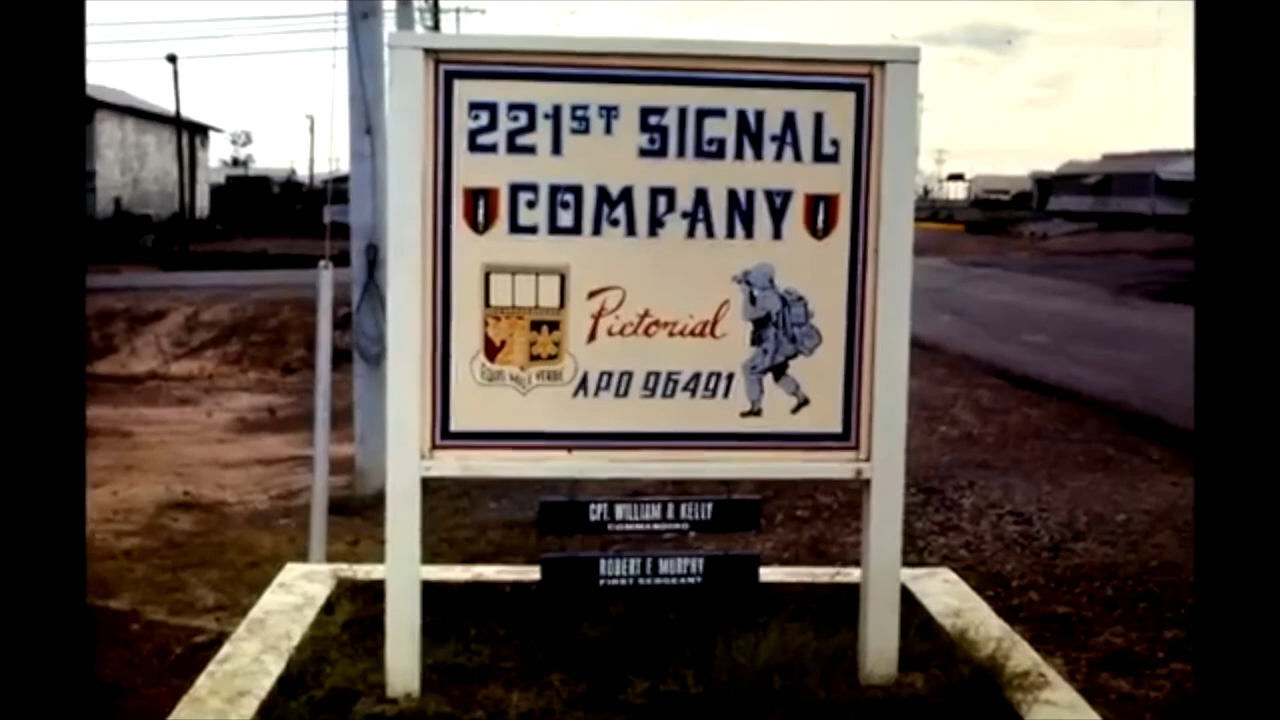 221ST SIGNAL
COMPANY
Pictorial
APO 96491
CPT. WILLIAM R KELLY
COMMANDING
ROBERT F MURPHY
FIRST SERGEANT